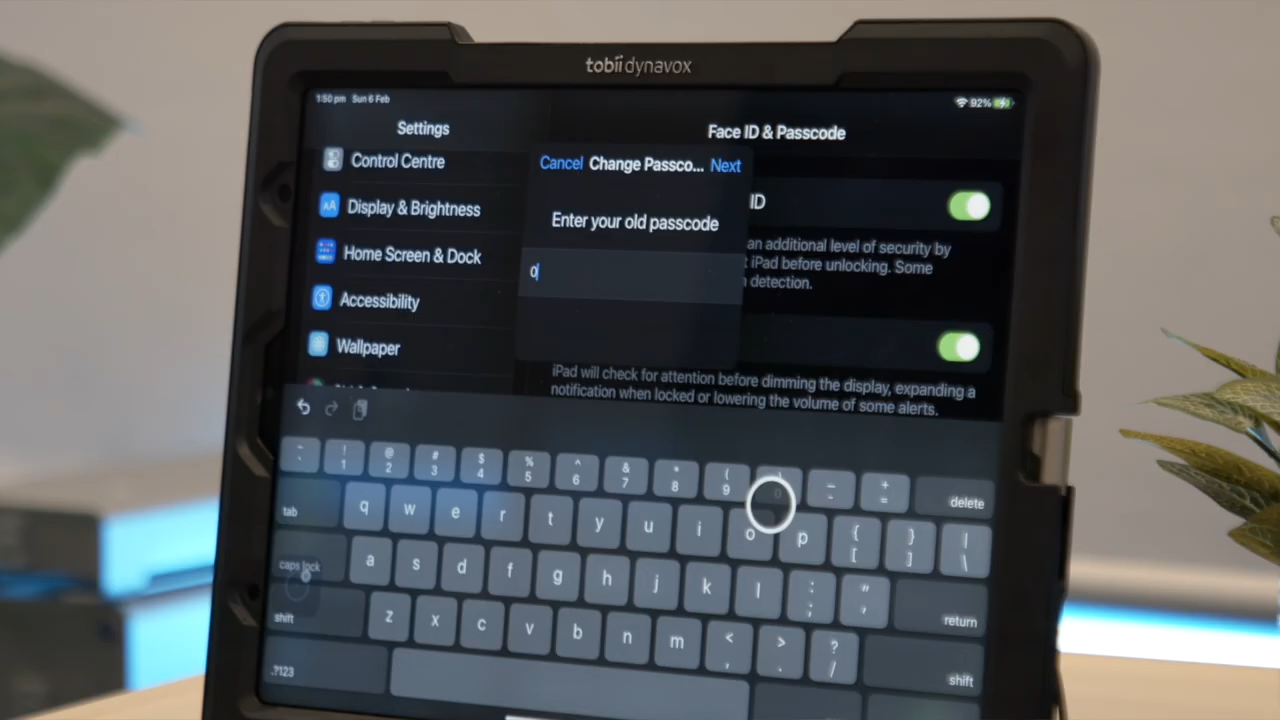 tobii dynavox
1:50 pm Sun 6 Feb
92%
Settings
Face ID & Passcode
Control Centre
Display & Brightness
Home Screen & Dock
Accessibility
Wallpaper
Cancel Change Passco... Next
Enter your old passcode
0
ID
an additional level of security by
iPad before unlocking. Some
detection.
iPad will check for attention before dimming the display, expanding a
notification when locked or lowering the volume of some alerts.
~ ! @ # $ % ^ & * ( ) _ +
` 1 2 3 4 5 6 7 8 9 0 - = delete
tab q w e r t y u i o p { [ } ] | \
caps lock a s d f g h j k l : ; " ' return
shift z x c v b n m < , > . ? / shift
.?123